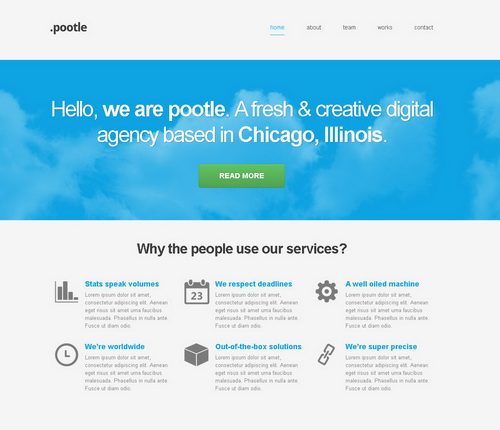 .pootle
home about team works contact
Hello, we are pootle. A fresh & creative digital
agency based in Chicago, Illinois.
READ MORE
Why the people use our services?
Stats speak volumes
Lorem ipsum dolor sit amet,
consectetur adipiscing elit. Aenean
eget risus sit amet urna faucibus
malesuada. Phasellus in nulla ante.
Fusce ut diam odio.
23
We respect deadlines
Lorem ipsum dolor sit amet,
consectetur adipiscing elit. Aenean
eget risus sit amet urna faucibus
malesuada. Phasellus in nulla ante.
Fusce ut diam odio.
A well oiled machine
Lorem ipsum dolor sit amet,
consectetur adipiscing elit. Aenean
eget risus sit amet urna faucibus
malesuada. Phasellus in nulla ante.
Fusce ut diam odio.
We're worldwide
Lorem ipsum dolor sit amet,
consectetur adipiscing elit. Aenean
eget risus sit amet urna faucibus
malesuada. Phasellus in nulla ante.
Fusce ut diam odio.
Out-of-the-box solutions
Lorem ipsum dolor sit amet,
consectetur adipiscing elit. Aenean
eget risus sit amet urna faucibus
malesuada. Phasellus in nulla ante.
Fusce ut diam odio.
We're super precise
Lorem ipsum dolor sit amet,
consectetur adipiscing elit. Aenean
eget risus sit amet urna faucibus
malesuada. Phasellus in nulla ante.
Fusce ut diam odio.